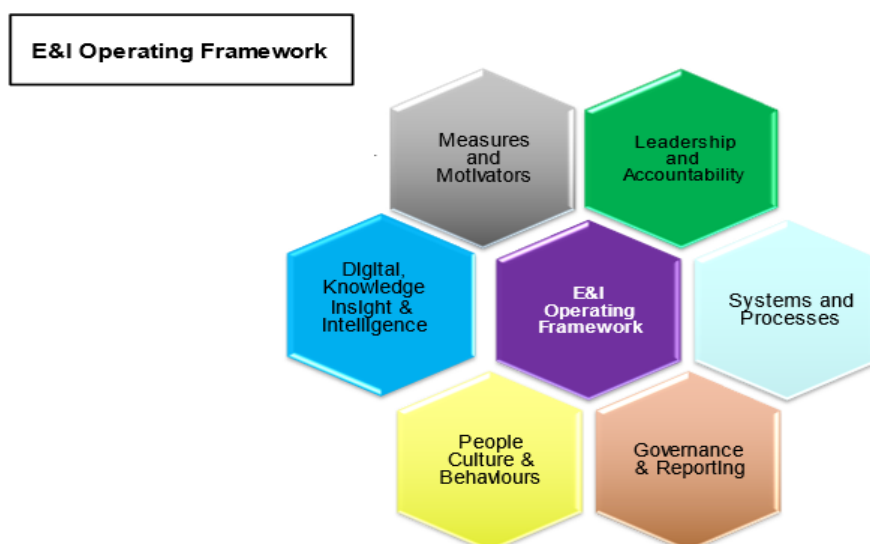 E&I Operating Framework
Measures
and
Motivators
Leadership
and
Accountability
Digital,
Knowledge
Insight &
Intelligence
E&I
Operating
Framework
Systems and
Processes
People
Culture &
Behaviours
Governance
& Reporting